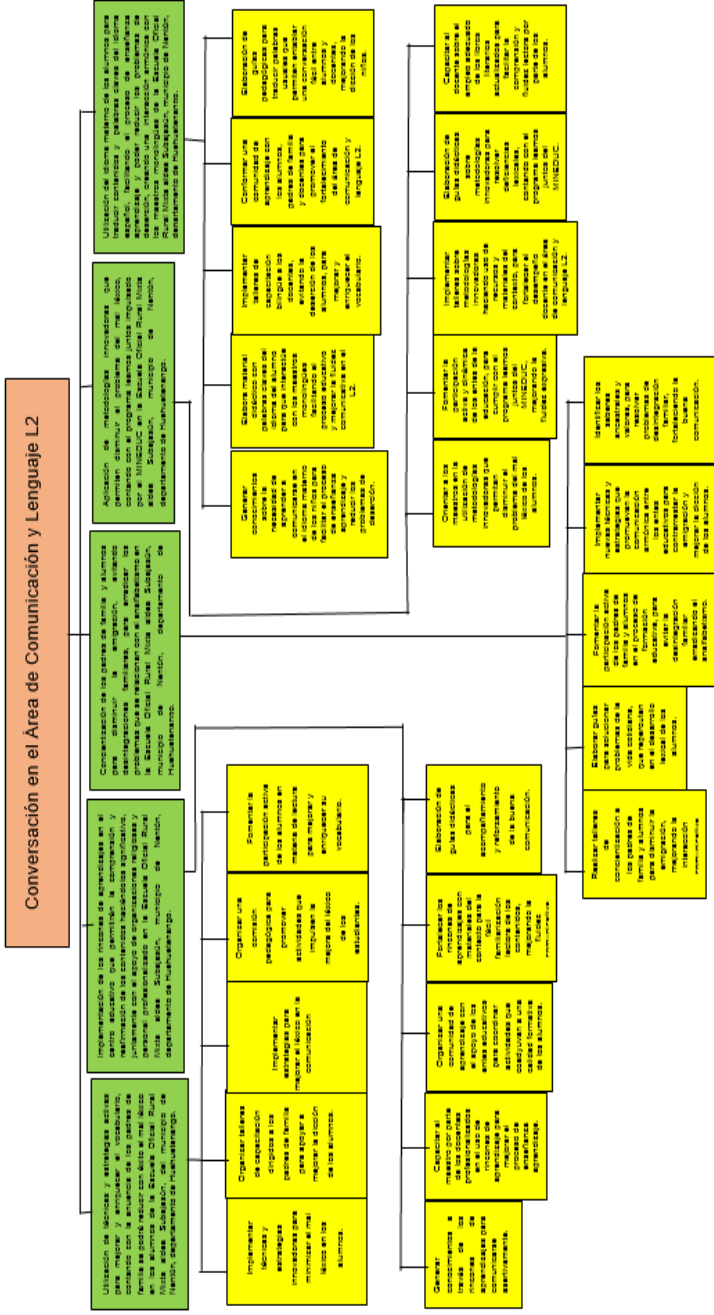 Conversación en el Área de Comunicación y Lenguaje L2
Utilización de técnicas y estrategias activas
para mejorar y enriquecer el vocabulario,
contando con la anuencia de los padres de
familia se podrá reducir con éxito el mal léxico
en los alumnos de la Escuela Oficial Rural
Mixta aldea Subajasún, del municipio de
Nentón, departamento de Huehuetenango.
Implementación de los rincones de aprendizajes en el
centro educativo que permitirán la comprensión y
reafirmación de los contenidos haciéndolos significativo,
juntamente con el apoyo de organizaciones religiosas y
personal profesionalizado en la Escuela Oficial Rural
Mixta aldea Subajasún, municipio de Nentón,
departamento de Huehuetenango.
Concientización de los padres de familia y alumnos
para disminuir la emigración, evitando
desintegraciones familiares, para erradicar los
problemas que se relacionan con el analfabetismo en
la Escuela Oficial Rural Mixta aldea Subajasún,
municipio de Nentón, departamento de
Huehuetenango.
Aplicación de metodologías innovadoras que
permiten disminuir el problema del mal léxico,
contando con el programa leamos juntos impulsado
por el MINEDUC en la Escuela Oficial Rural Mixta
aldea Subajasún, municipio de Nentón,
departamento de Huehuetenango.
Utilización del idioma materno de los alumnos para
traducir contenidos y palabras claves del idioma
español, facilitando el proceso de enseñanza
aprendizaje y poder reducir los problemas de
deserción, creando una interacción armónica con
los maestros monolingües de la Escuela Oficial
Rural Mixta aldea Subajasún, municipio de Nentón,
departamento de Huehuetenango.
Implementar
técnicas y
estrategias
innovadoras para
minimizar el mal
léxico en los
alumnos.
Organizar talleres
de capacitación
dirigidos a los
padres de familia
para apoyar a
mejorar la dicción
de los alumnos.
Implementar
estrategias para
mejorar el léxico en la
comunicación
Organizar una
comisión
pedagógica para
promover
actividades que
impulsen la
mejora del léxico
de los
estudiantes.
Fomentar la
participación activa
de los alumnos en
materia de lectura
para mejorar y
enriquecer su
vocabulario.
Generar
conocimientos
sobre la
necesidad de
aprender a
comunicarse en
el idioma materno
de los niños para
facilitar el proceso
de enseñanza
aprendizaje y
reducir los
problemas de
deserción.
Elabora material
didáctico con
palabras claves del
idioma del alumno
para que interactúe
con los maestros
monolingües
facilitando el
proceso educativo
y mejorar la fluidez
comunicativa en el
L2.
Implementar
talleres de
capacitación
bilingüe a los
docentes,
evitando la
deserción de los
alumnos, para
mejorar y
enriquecer el
vocabulario.
Conformar una
comunidad de
aprendizaje con
los alumnos,
padres de familia
y docentes para
promover el
fortalecimiento
del área de
comunicación y
lenguaje L2.
Elaboración de
guías
pedagógicas para
traducir palabras
usuales que
permitan entablar
una conversación
fácil entre
alumnos y
docentes,
mejorando la
dicción de los
niños.
Generar
conocimientos a
través de los
rincones de
aprendizajes para
comunicarse
asertivamente.
Capacitar al
maestro por parte
de los docentes
profesionalizados
en el uso de
rincones de
aprendizaje para
mejorar el
proceso de
enseñanza
aprendizaje.
Organizar una
comunidad de
aprendizaje con
el apoyo de los
entes educativos
para coordinar
actividades que
coadyuven a una
calidad formativa
de los alumnos.
Fortalecer los
rincones de
aprendizajes con
materiales del
contexto para la
fácil
familiarización
lectora de los
contenidos,
mejorando la
fluidez
comunicativa.
Elaboración de
guías didácticas
para el
acompañamiento
y reforzamiento
de la buena
comunicación.
Orientar a los
maestros en la
utilización de
metodologías
innovadoras que
permitan
disminuir el
problema del mal
léxico de los
alumnos.
Fomentar la
participación
activa y dinámica
de los entes de la
educación, para
cumplir con el
programa leamos
juntos del
MINEDUC,
mejorando la
fluidez expresiva.
Implementar
talleres sobre
metodologías
innovadoras
haciendo uso de
recursos y
materiales del
contexto, para
fortalecer el
desempeño
docente en el área
de comunicación y
lenguaje L2.
Elaboración de
guías didácticas
sobre
metodologías
innovadoras para
resolver
deficiencias
lexicales,
contando con el
programa leamos
juntos del
MINEDUC.
Capacitar al
docente sobre el
empleo adecuado
de los libros
literarios
actualizados para
facilitar la
comprensión y
fluidez lectora por
parte de los
alumnos.
Realizar talleres
de
concientización a
los padres de
familia y alumnos
para disminuir la
emigración,
mejorando la
interacción
comunicativa.
Elaborar guías
para solucionar
problemas de la
vida cotidiana,
que repercuten
en el desarrollo
lexical de los
alumnos.
Fomentar la
participación activa
de los padres de
familia y alumnos
en el proceso de
formación
educativa, para
evitar la
desintegración
familiar
erradicando el
analfabetismo.
Implementar
nuevas técnicas y
estrategias que
promuevan la
comunicación
armónica entre
los entes
educativos para
contrarrestar la
emigración y
mejorar la dicción
de los alumnos.
Identificar los
saberes
ancestrales y
valores, para
resolver
problemas de
desintegración
familiar,
fortaleciendo la
buena
comunicación.